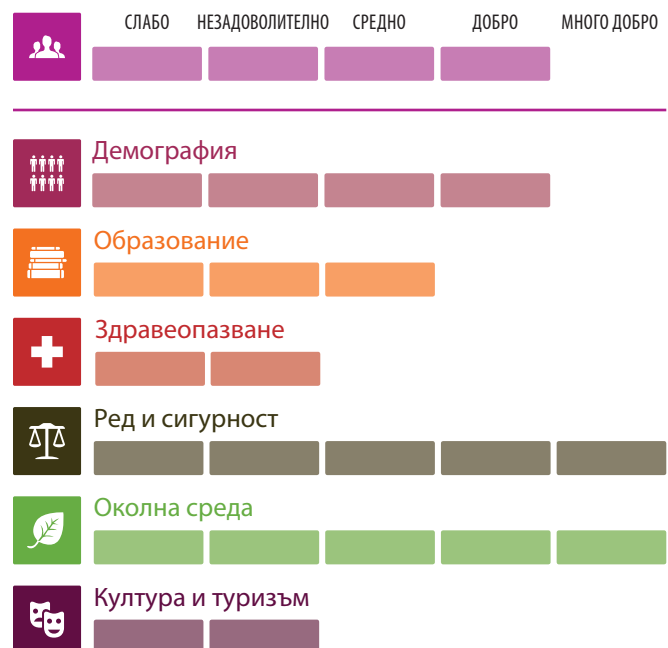 СЛАБО НЕЗАДОВОЛИТЕЛНО СРЕДНО ДОБРО МНОГО ДОБРО
Демография
Образование
Здравеопазване
Ред и сигурност
Околна среда
Култура и туризъм